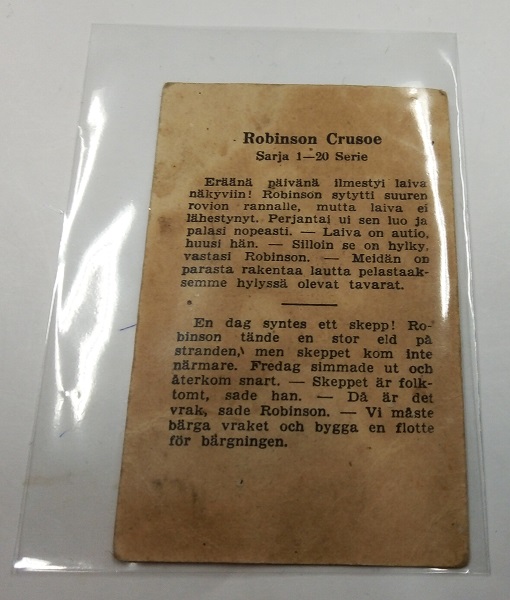 Robinson Crusoe
Sarja 1—20 Serie
Eräänä päivänä ilmestyi laiva
näkyviin! Robinson sytytti suuren
rovion rannalle, mutta laiva ei
lähestynyt. Perjantai ui sen luo ja
palasi nopeasti. — Laiva on autio,
huusi hän. — Silloin se on hylky,
vastasi Robinson. — Meidän on
parasta rakentaa lautta pelastaak-
semme hylyssä olevat tavarat.
En dag syntes ett skepp! Ro-
binson tände en stor eld på
stranden, men skeppet kom inte
närmare. Fredag simmade ut och
återkom snart. — Skeppet är folk-
tomt, sade han. — Då är det
vrak, sade Robinson. — Vi måste
bärga vraket och bygga en flotte
för bärgningen.